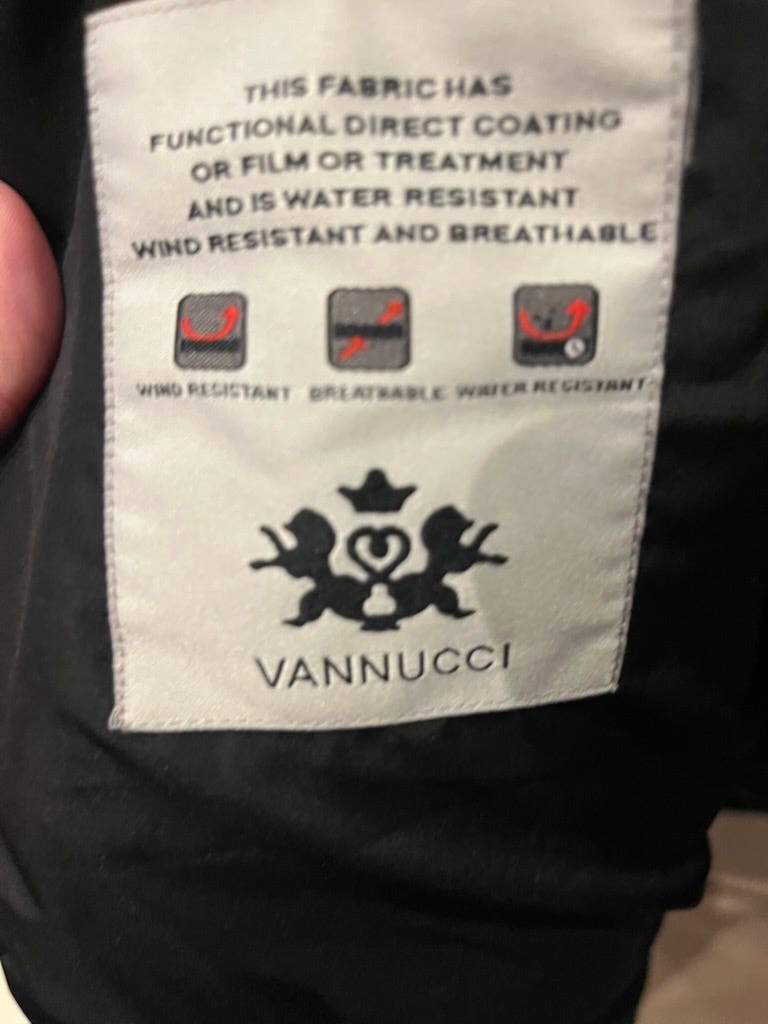 THIS FABRIC HAS
FUNCTIONAL DIRECT COATING
OR FILM OR TREATMENT
AND IS WATER RESISTANT
WIND RESISTANT AND BREATHABLE
WIND RESISTANT BREATHABLE WATER RESISTANT
VANNUCCI